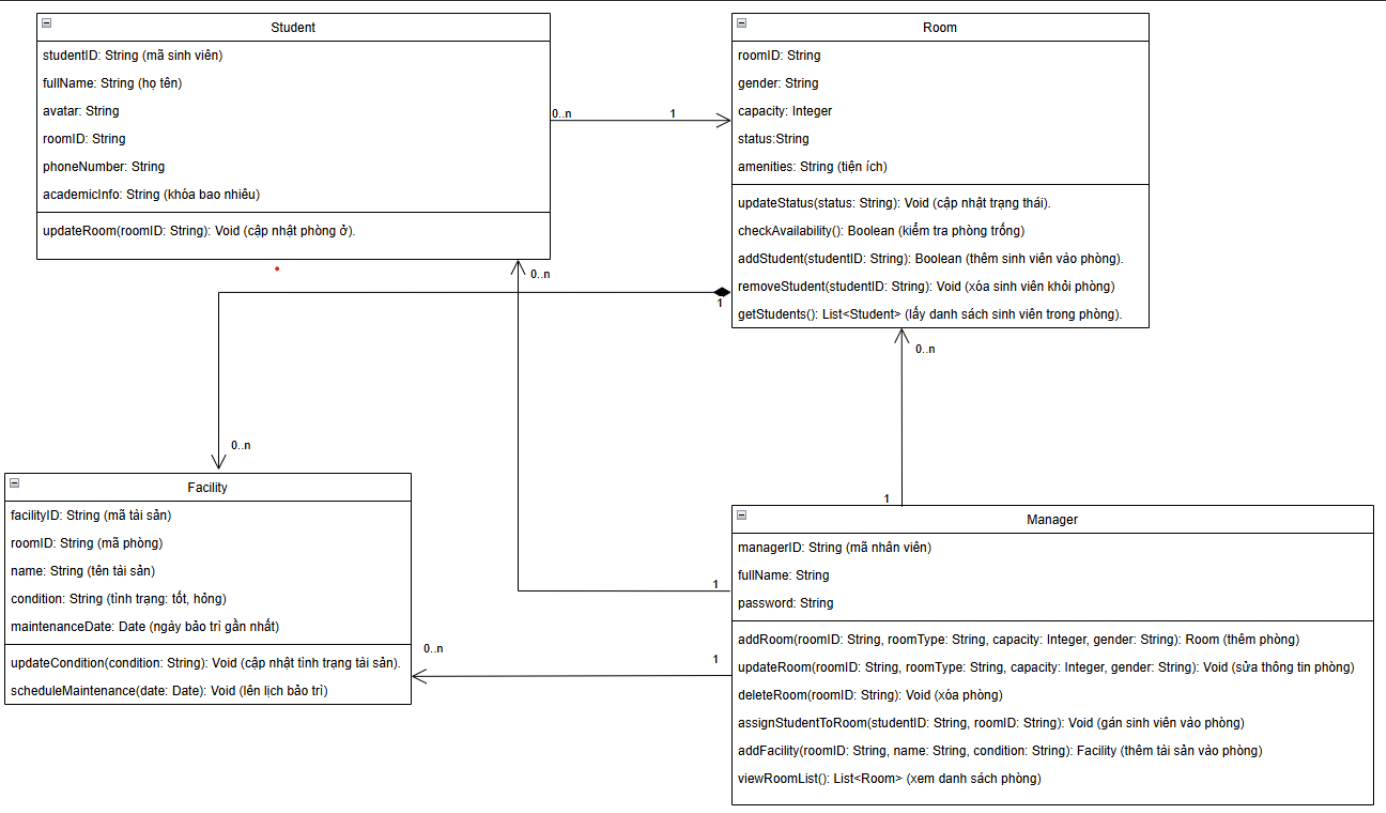 Student
studentID: String (mã sinh viên)
fullName: String (họ tên)
avatar: String
roomID: String
phoneNumber: String
academicInfo: String (khóa bao nhiêu)
updateRoom(roomID: String): Void (cập nhật phòng ở).
0..n
1
Room
roomID: String
gender: String
capacity: Integer
status:String
amenities: String (tiện ích)
updateStatus(status: String): Void (cập nhật trạng thái).
checkAvailability(): Boolean (kiểm tra phòng trống)
addStudent(studentID: String): Boolean (thêm sinh viên vào phòng).
removeStudent(studentID: String): Void (xóa sinh viên khỏi phòng)
getStudents(): List<Student> (lấy danh sách sinh viên trong phòng).
0..n
1
0..n
0..n
1
Facility
facilityID: String (mã tài sản)
roomID: String (mã phòng)
name: String (tên tài sản)
condition: String (tình trạng: tốt, hỏng)
maintenanceDate: Date (ngày bảo trì gần nhất)
updateCondition(condition: String): Void (cập nhật tình trạng tài sản).
scheduleMaintenance(date: Date): Void (lên lịch bảo trì)
0..n
1
1
Manager
managerID: String (mã nhân viên)
fullName: String
password: String
addRoom(roomID: String, roomType: String, capacity: Integer, gender: String): Room (thêm phòng)
updateRoom(roomID: String, roomType: String, capacity: Integer, gender: String): Void (sửa thông tin phòng)
deleteRoom(roomID: String): Void (xóa phòng)
assignStudentToRoom(studentID: String, roomID: String): Void (gán sinh viên vào phòng)
addFacility(roomID: String, name: String, condition: String): Facility (thêm tài sản vào phòng)
viewRoomList(): List<Room> (xem danh sách phòng)